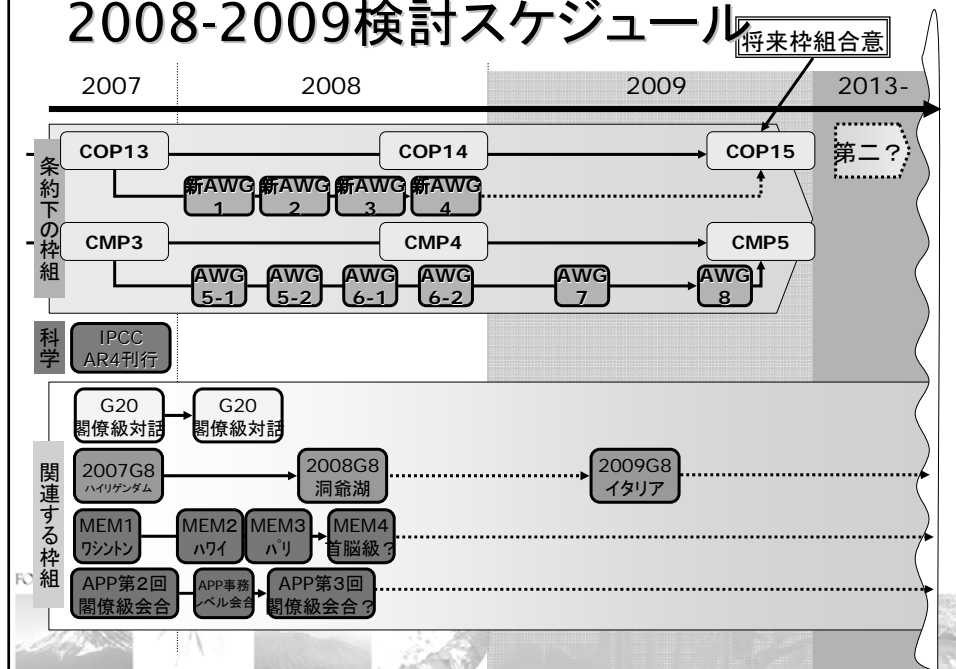 2008-2009検討スケジュール
将来枠組合意
2007
2008
2009
2013-
条約下の枠組
COP13
COP14
COP15
第二？
新AWG
1
新AWG
2
新AWG
3
新AWG
4
CMP3
CMP4
CMP5
AWG
5-1
AWG
5-2
AWG
6-1
AWG
6-2
AWG
7
AWG
8
科学
IPCC
AR4刊行
関連する枠組
G20
閣僚級対話
G20
閣僚級対話
2007G8
ハイリゲンダム
2008G8
洞爺湖
2009G8
イタリア
MEM1
ワシントン
MEM2
ハワイ
MEM3
パリ
MEM4
首脳級？
APP第2回
閣僚級会合
APP事務
レベル会合
APP第3回
閣僚級会合？